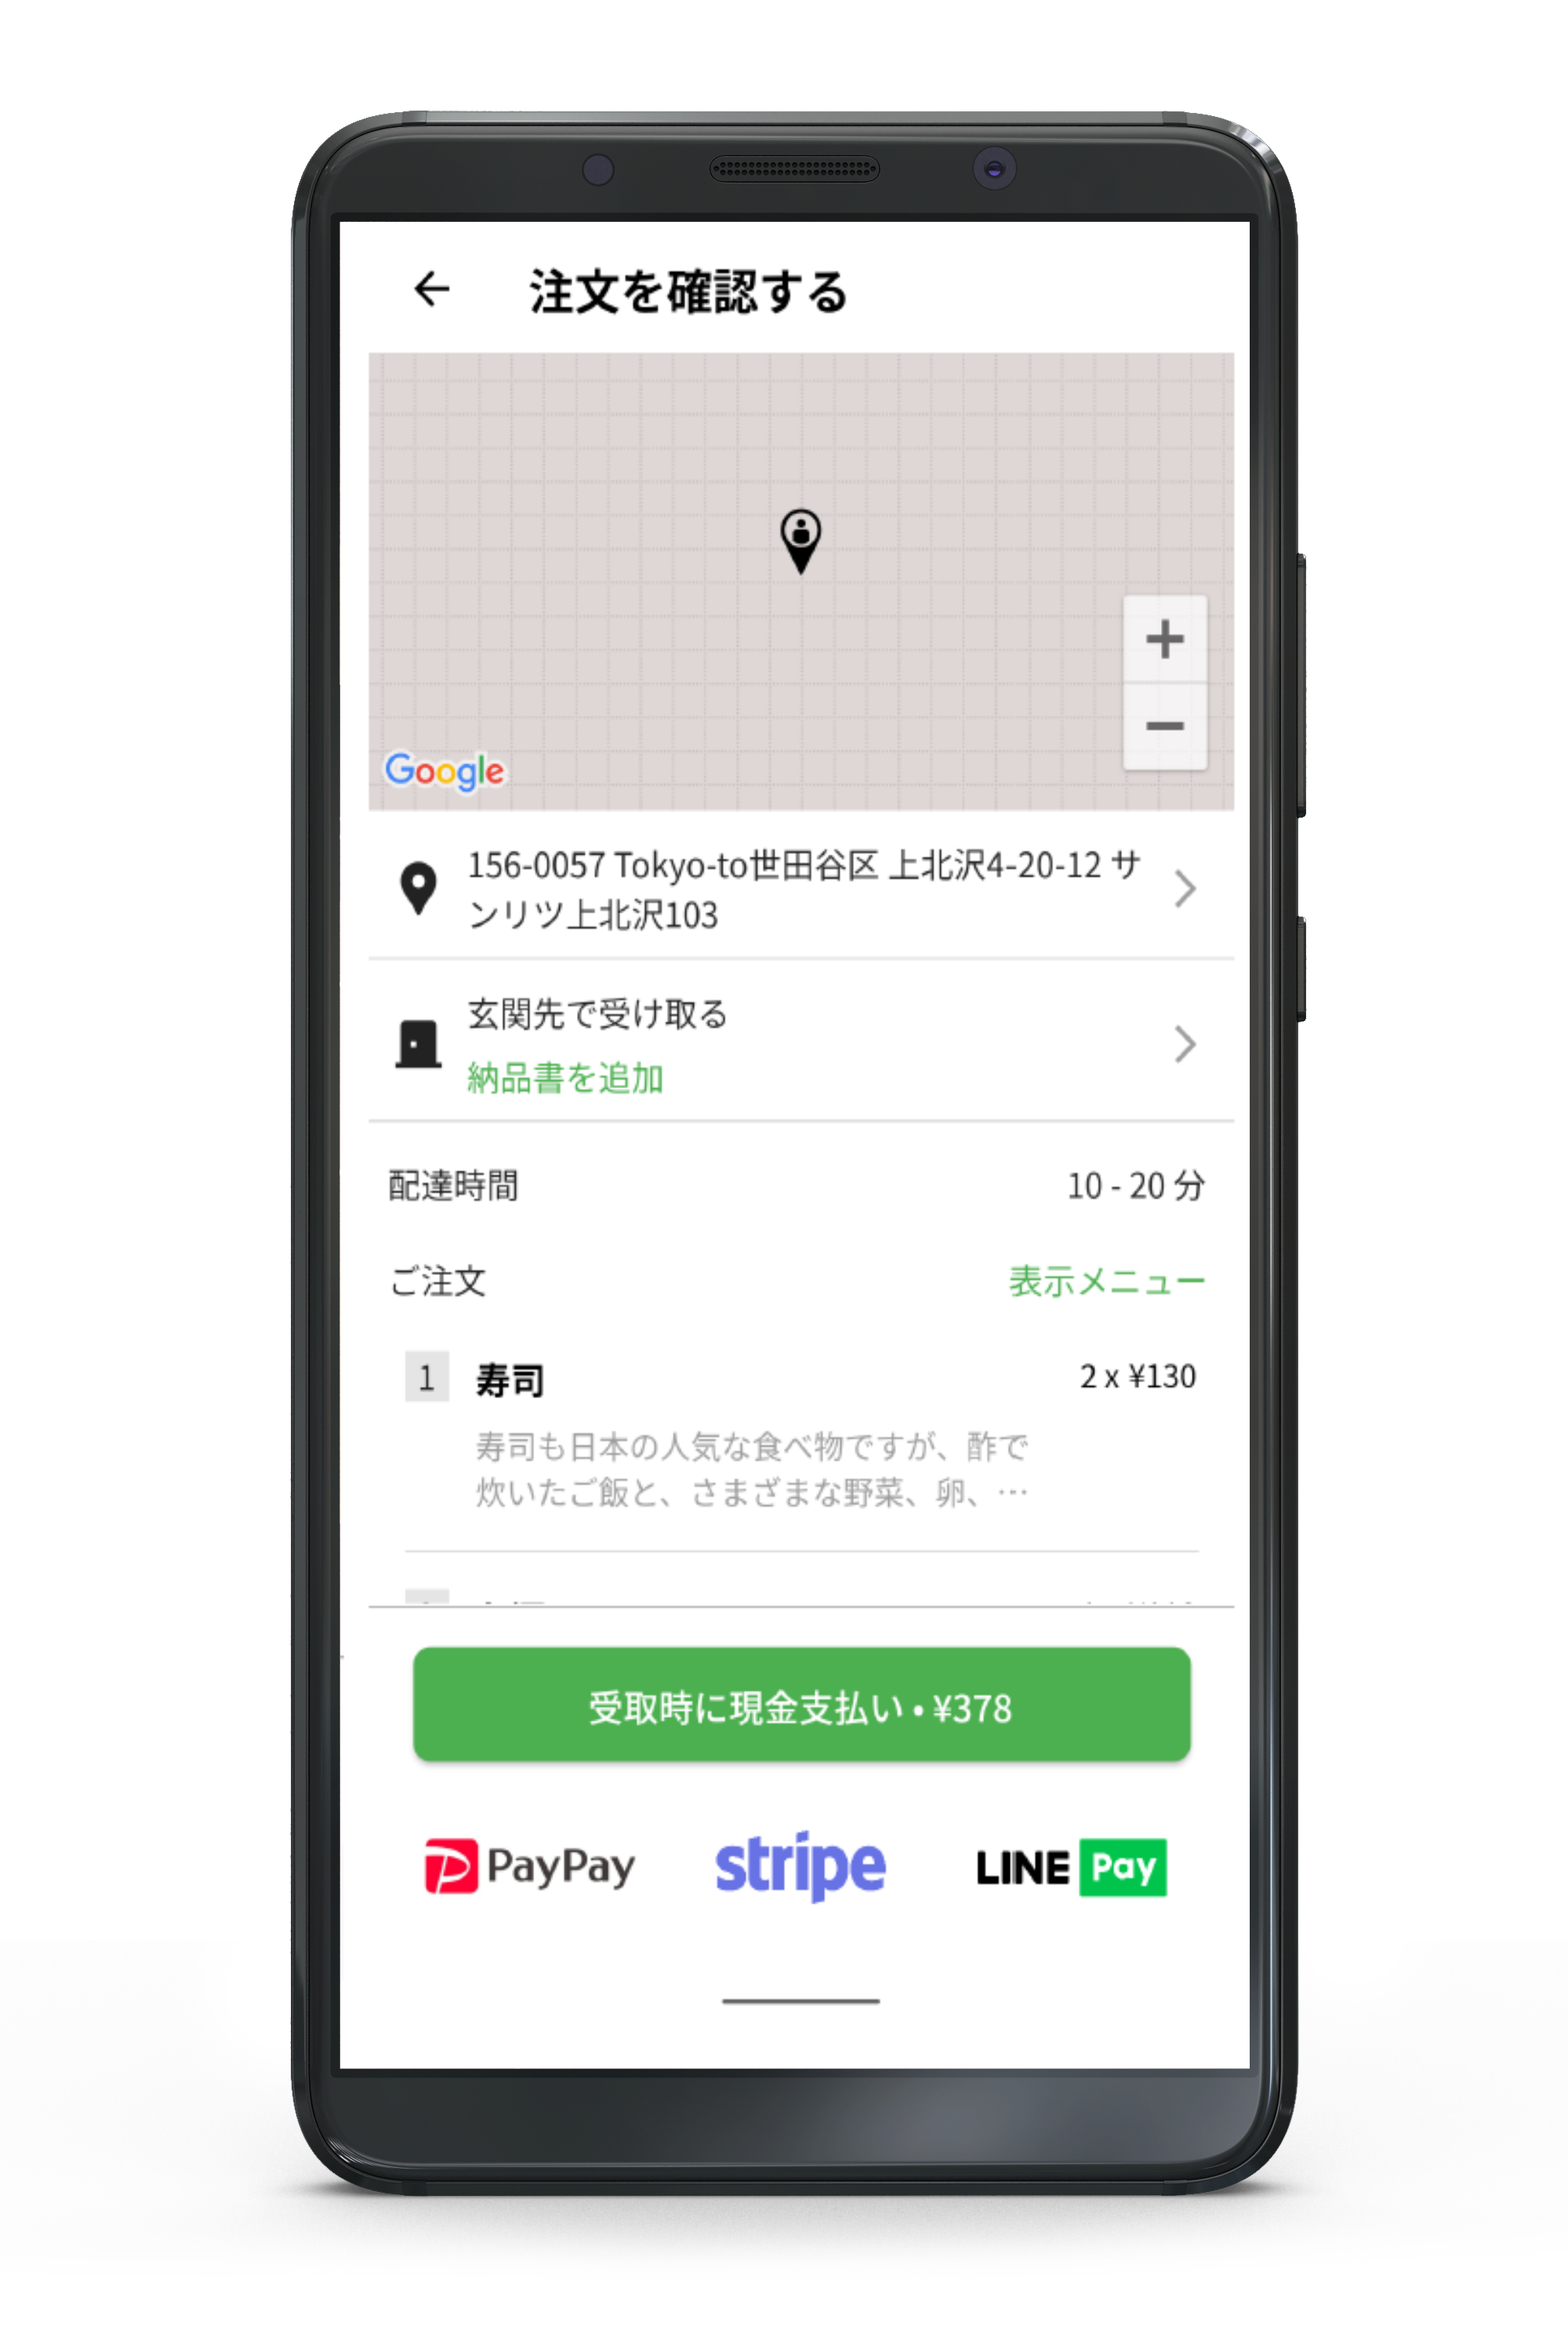 注文を確認する
Google
156-0057 Tokyo-to世田谷区 上北沢4-20-12 サ
ンリツ上北沢103
玄関先で受け取る
納品書を追加
配達時間 10 - 20 分
ご注文 表示メニュー
1 寿司 2 x ¥130
寿司も日本の人気な食べ物ですが、酢で
炊いたご飯と、さまざまな野菜、卵、…
受取時に現金支払い • ¥378
PayPay stripe LINE Pay